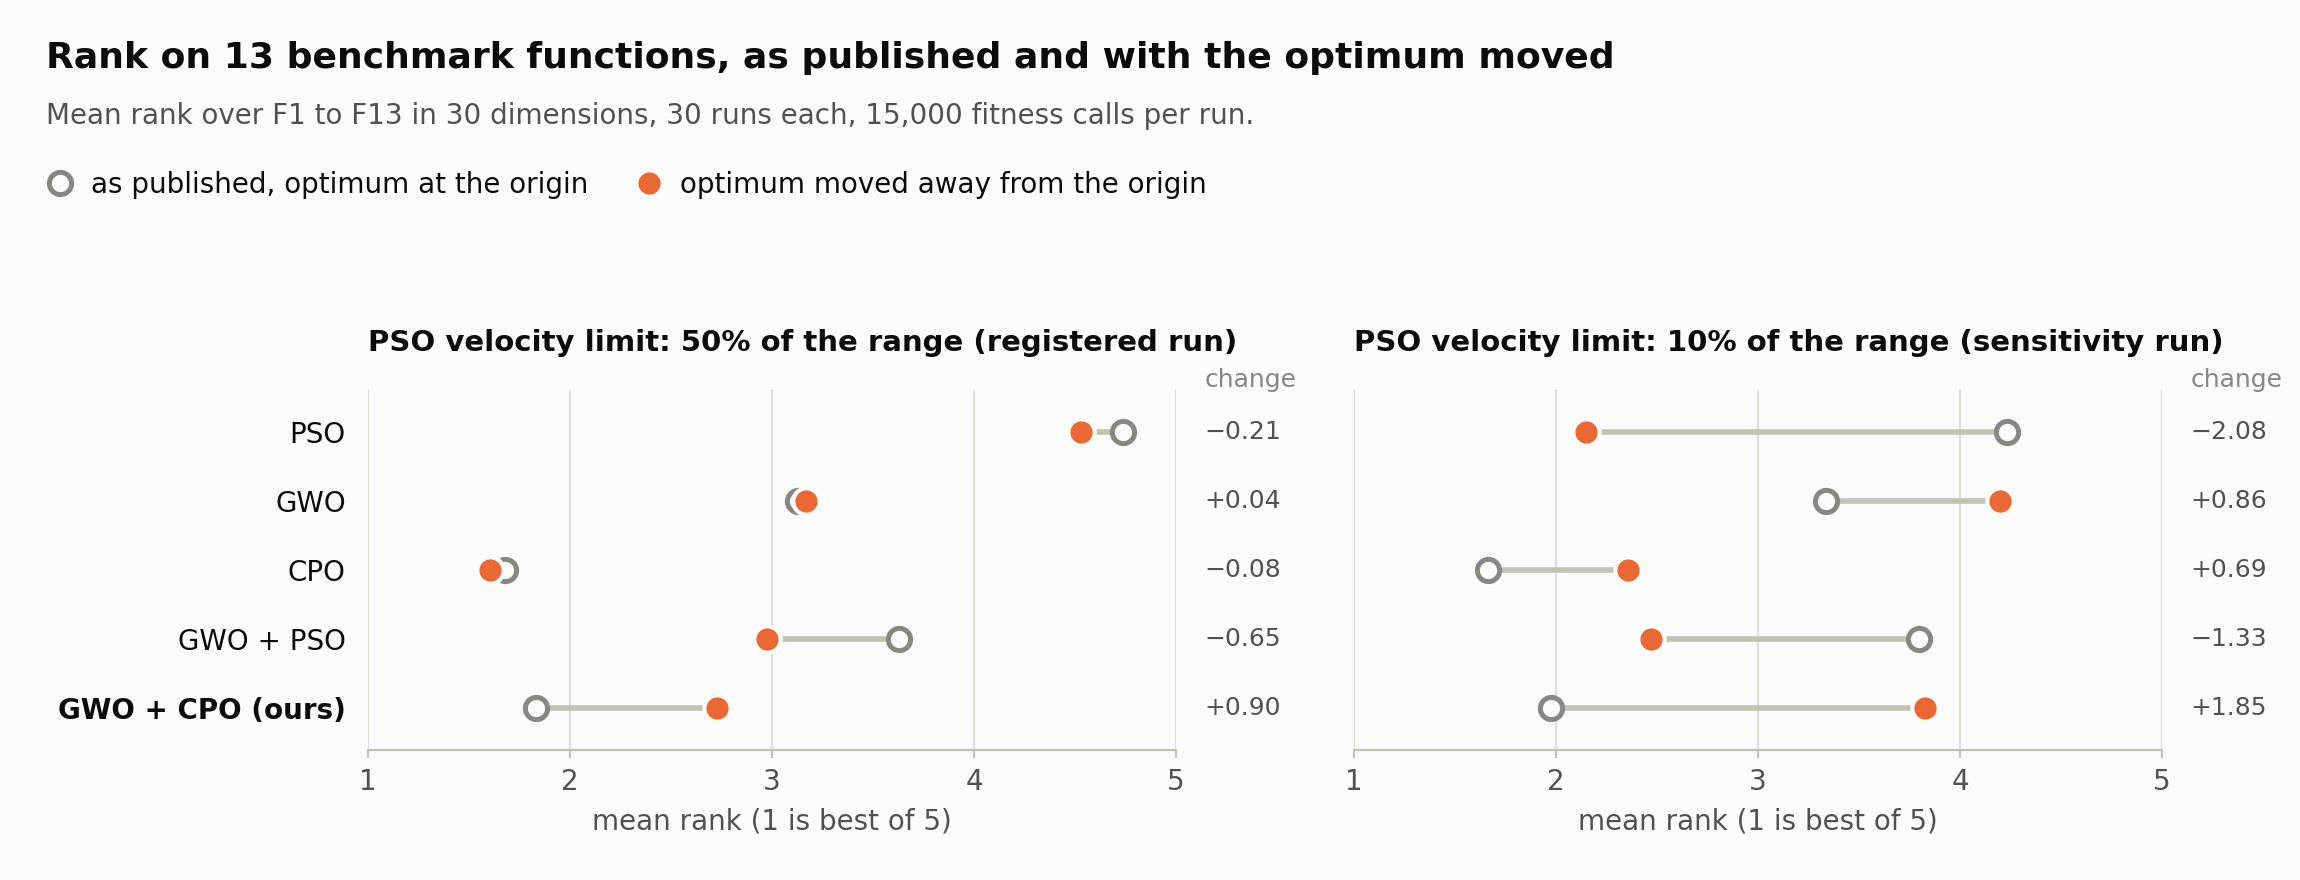 Rank on 13 benchmark functions, as published and with the optimum moved
Mean rank over F1 to F13 in 30 dimensions, 30 runs each, 15,000 fitness calls per run.
as published, optimum at the origin
optimum moved away from the origin
PSO velocity limit: 50% of the range (registered run)
change
PSO
−0.21
GWO
+0.04
CPO
−0.08
GWO + PSO
−0.65
GWO + CPO (ours)
+0.90
1 2 3 4 5
mean rank (1 is best of 5)
PSO velocity limit: 10% of the range (sensitivity run)
change
−2.08
+0.86
+0.69
−1.33
+1.85
1 2 3 4 5
mean rank (1 is best of 5)